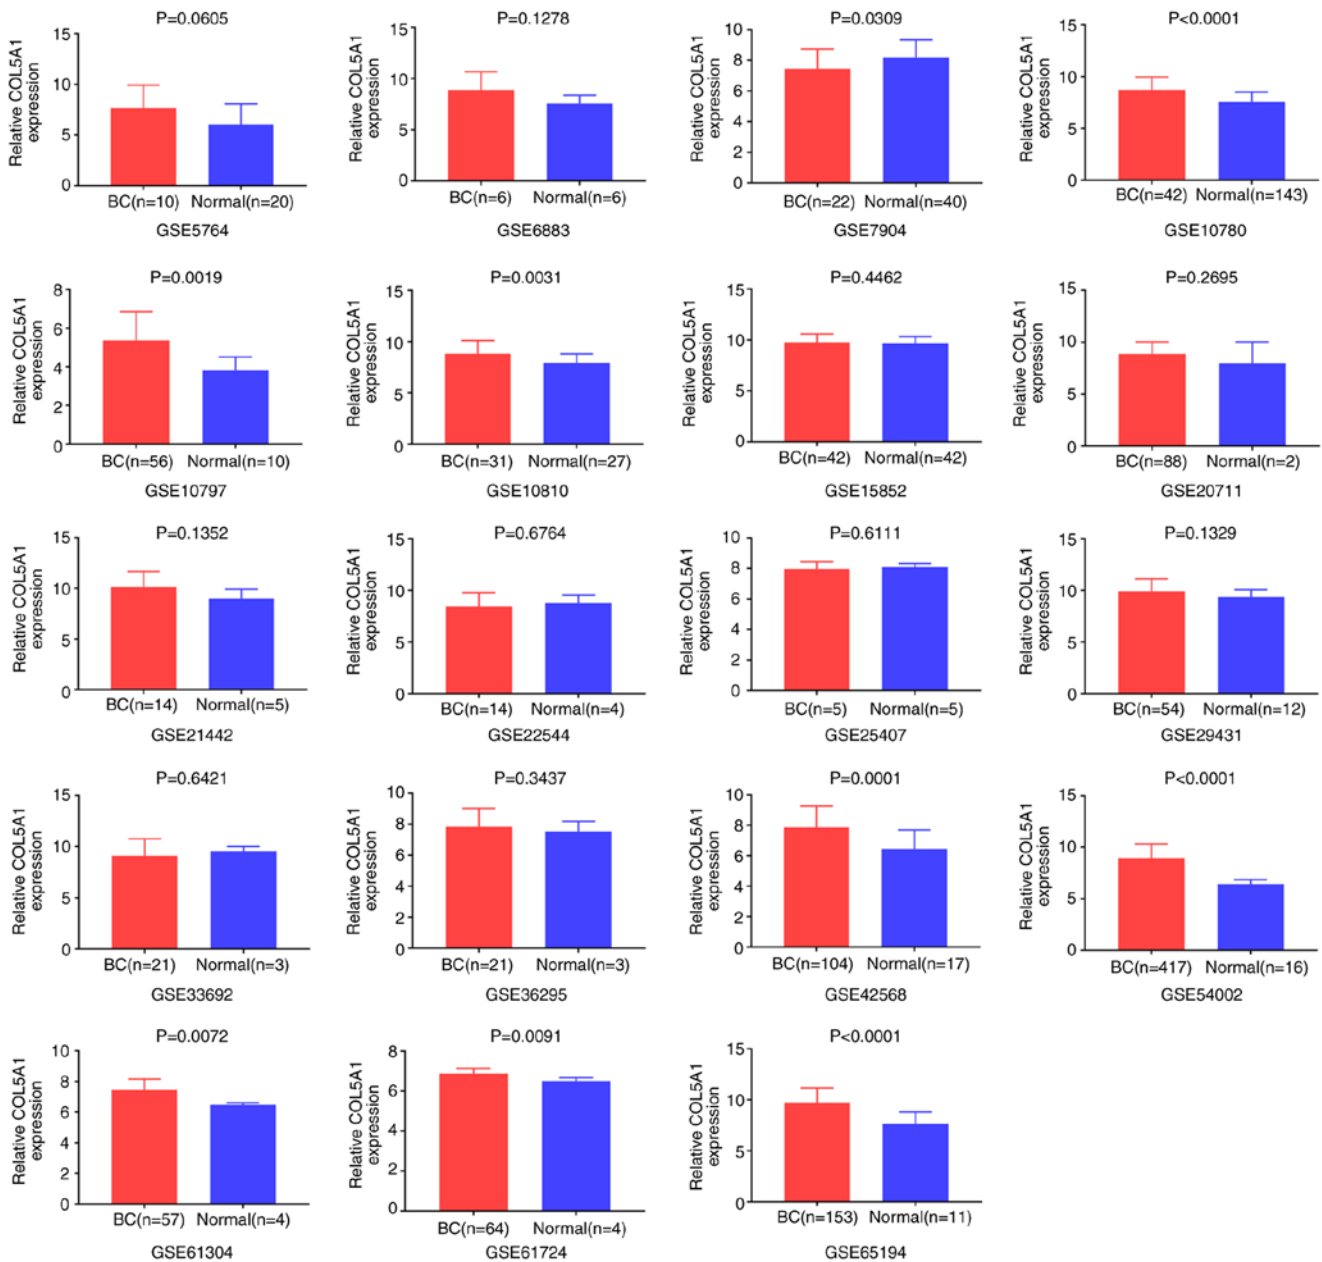 P=0.0605
Relative COL5A1
expression
15
10
5
0
BC(n=10) Normal(n=20)
GSE5764
P=0.1278
Relative COL5A1
expression
15
10
5
0
BC(n=6) Normal(n=6)
GSE6883
P=0.0309
Relative COL5A1
expression
10
8
6
4
2
0
BC(n=22) Normal(n=40)
GSE7904
P<0.0001
Relative COL5A1
expression
15
10
5
0
BC(n=42) Normal(n=143)
GSE10780
P=0.0019
Relative COL5A1
expression
8
6
4
2
0
BC(n=56) Normal(n=10)
GSE10797
P=0.0031
Relative COL5A1
expression
15
10
5
0
BC(n=31) Normal(n=27)
GSE10810
P=0.4462
Relative COL5A1
expression
15
10
5
0
BC(n=42) Normal(n=42)
GSE15852
P=0.2695
Relative COL5A1
expression
15
10
5
0
BC(n=88) Normal(n=2)
GSE20711
P=0.1352
Relative COL5A1
expression
15
10
5
0
BC(n=14) Normal(n=5)
GSE21442
P=0.6764
Relative COL5A1
expression
15
10
5
0
BC(n=14) Normal(n=4)
GSE22544
P=0.6111
Relative COL5A1
expression
10
8
6
4
2
0
BC(n=5) Normal(n=5)
GSE25407
P=0.1329
Relative COL5A1
expression
15
10
5
0
BC(n=54) Normal(n=12)
GSE29431
P=0.6421
Relative COL5A1
expression
15
10
5
0
BC(n=21) Normal(n=3)
GSE33692
P=0.3437
Relative COL5A1
expression
10
8
6
4
2
0
BC(n=21) Normal(n=3)
GSE36295
P=0.0001
Relative COL5A1
expression
10
8
6
4
2
0
BC(n=104) Normal(n=17)
GSE42568
P<0.0001
Relative COL5A1
expression
15
10
5
0
BC(n=417) Normal(n=16)
GSE54002
P=0.0072
Relative COL5A1
expression
10
8
6
4
2
0
BC(n=57) Normal(n=4)
GSE61304
P=0.0091
Relative COL5A1
expression
8
6
4
2
0
BC(n=64) Normal(n=4)
GSE61724
P<0.0001
Relative COL5A1
expression
15
10
5
0
BC(n=153) Normal(n=11)
GSE65194